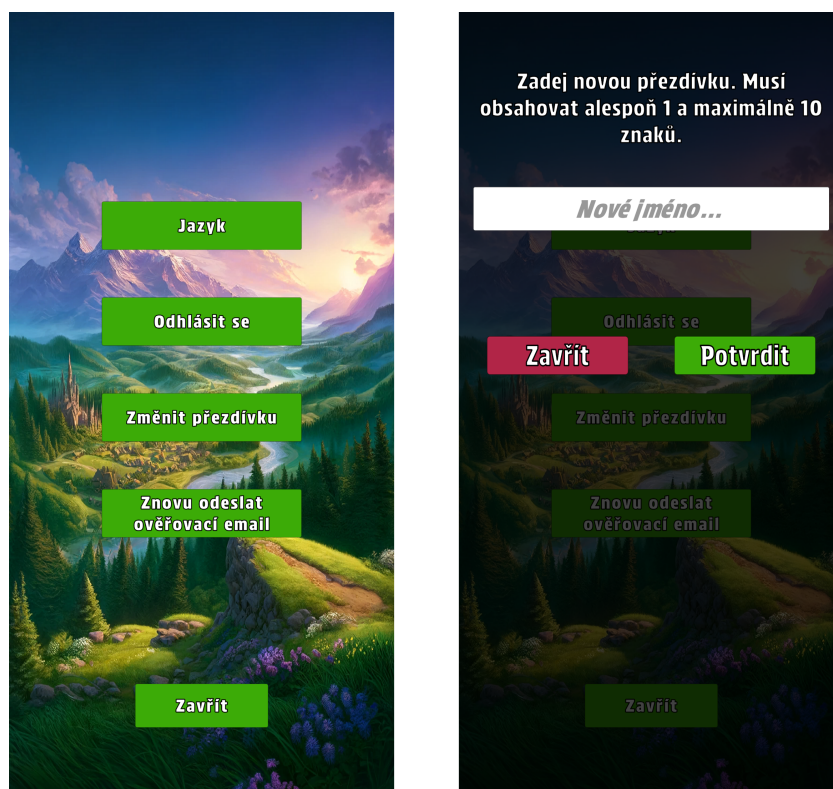 Jazyk
Odhlásit se
Změnit přezdívku
Znovu odeslat
ověřovací email
Zavřít
Zadej novou přezdívku. Musí
obsahovat alespoň 1 a maximálně 10
znaků.
Nové jméno...
Odhlásit se
Zavřít
Potvrdit
Změnit přezdívku
Znovu odeslat
ověřovací email
Zavřít